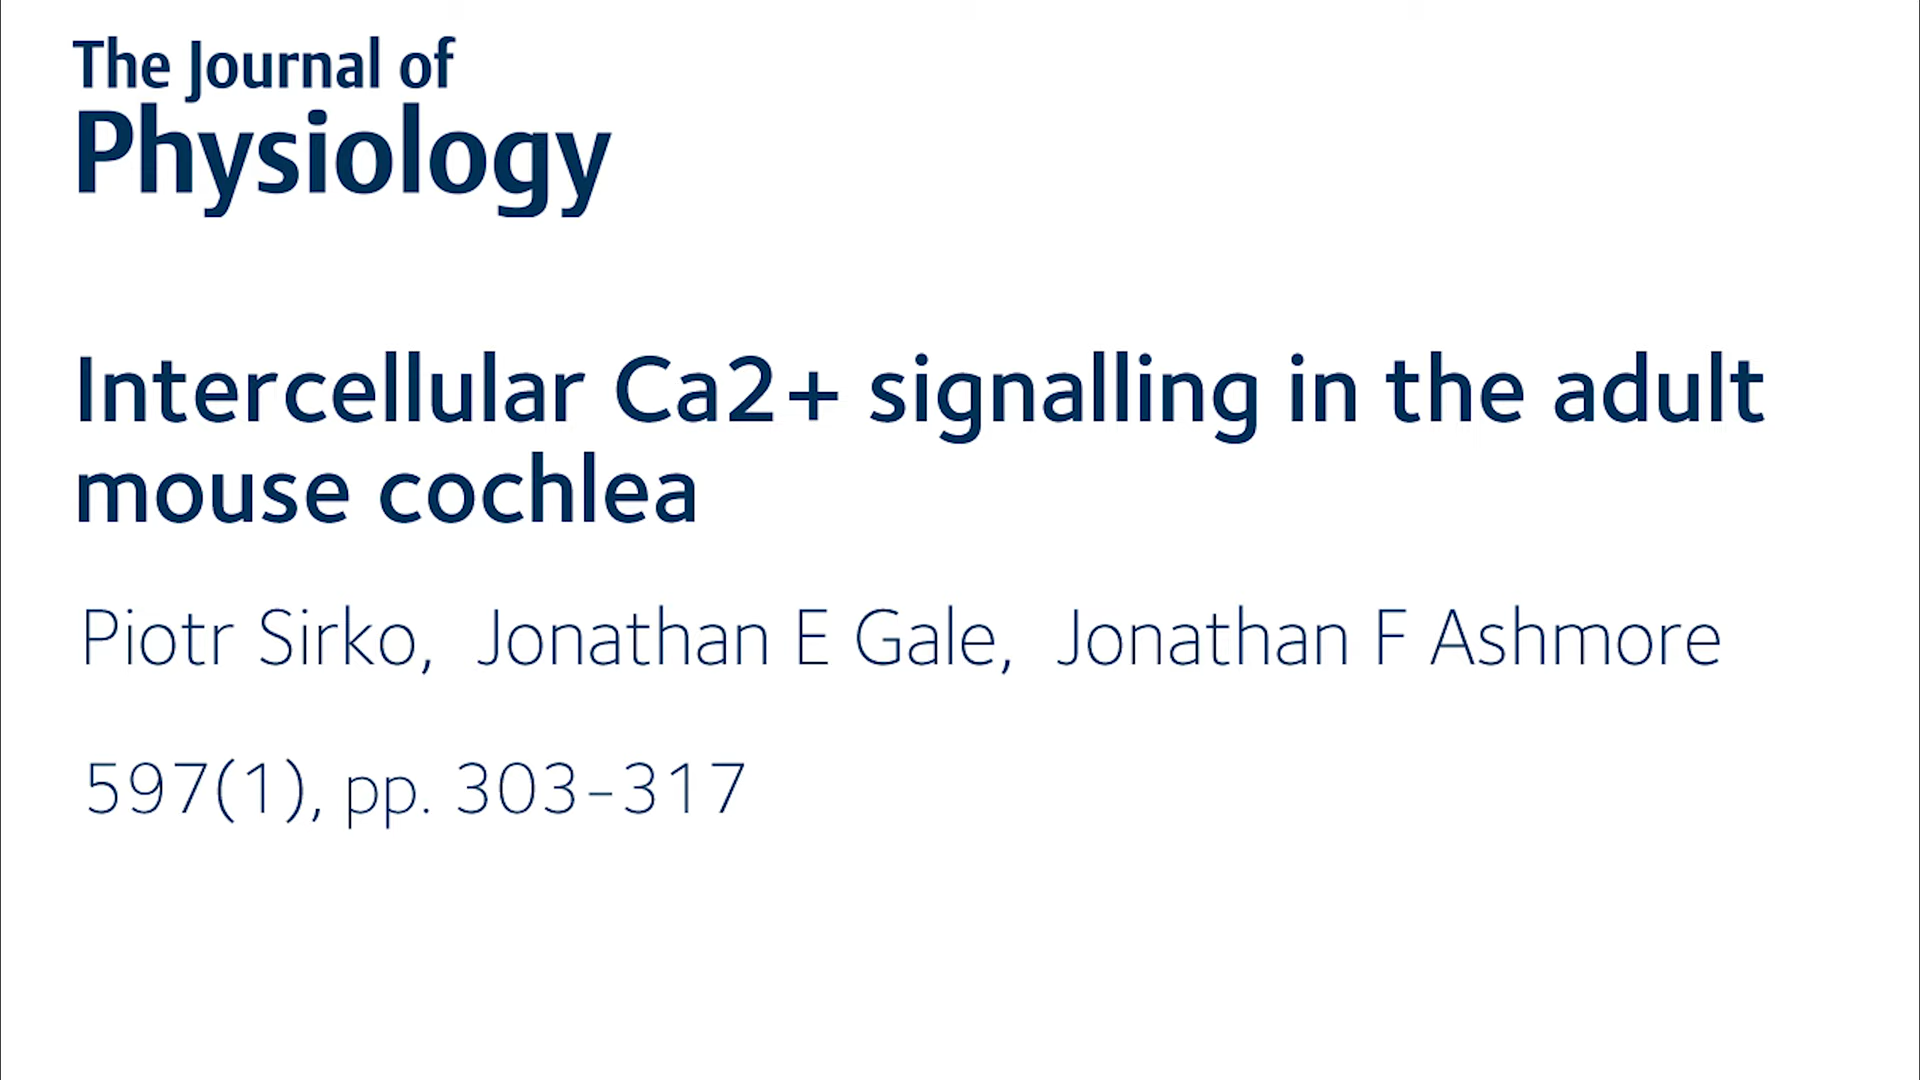 The Journal of
Physiology
Intercellular Ca2+ signalling in the adult
mouse cochlea
Piotr Sirko, Jonathan E Gale, Jonathan F Ashmore
597(1), pp. 303-317